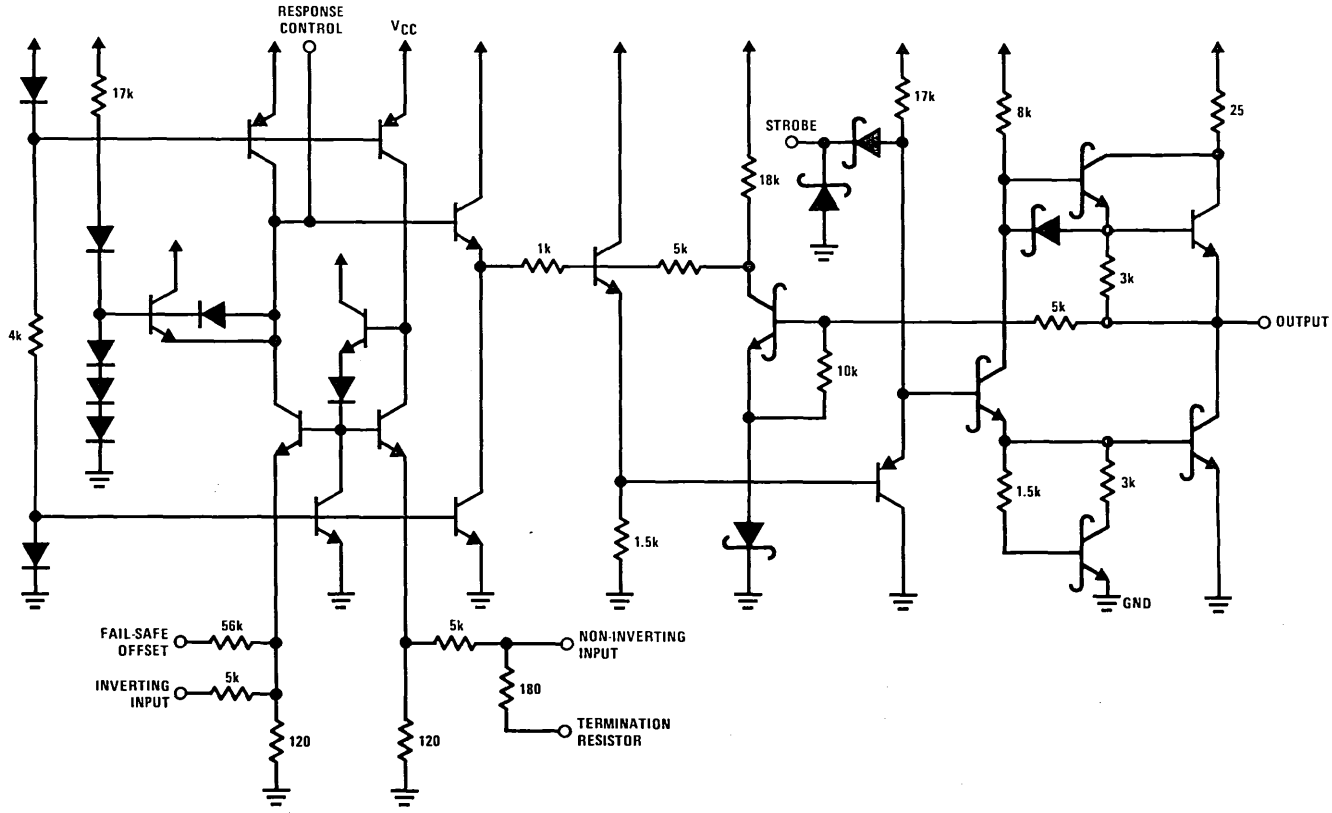 RESPONSE
CONTROL
VCC
17k
17k
8k
25
STROBE
18k
1k
5k
3k
5k
OUTPUT
4k
10k
1.5k
1.5k
3k
GND
FAIL-SAFE
OFFSET
56k
5k
NON-INVERTING
INPUT
INVERTING
INPUT
5k
180
120
120
TERMINATION
RESISTOR